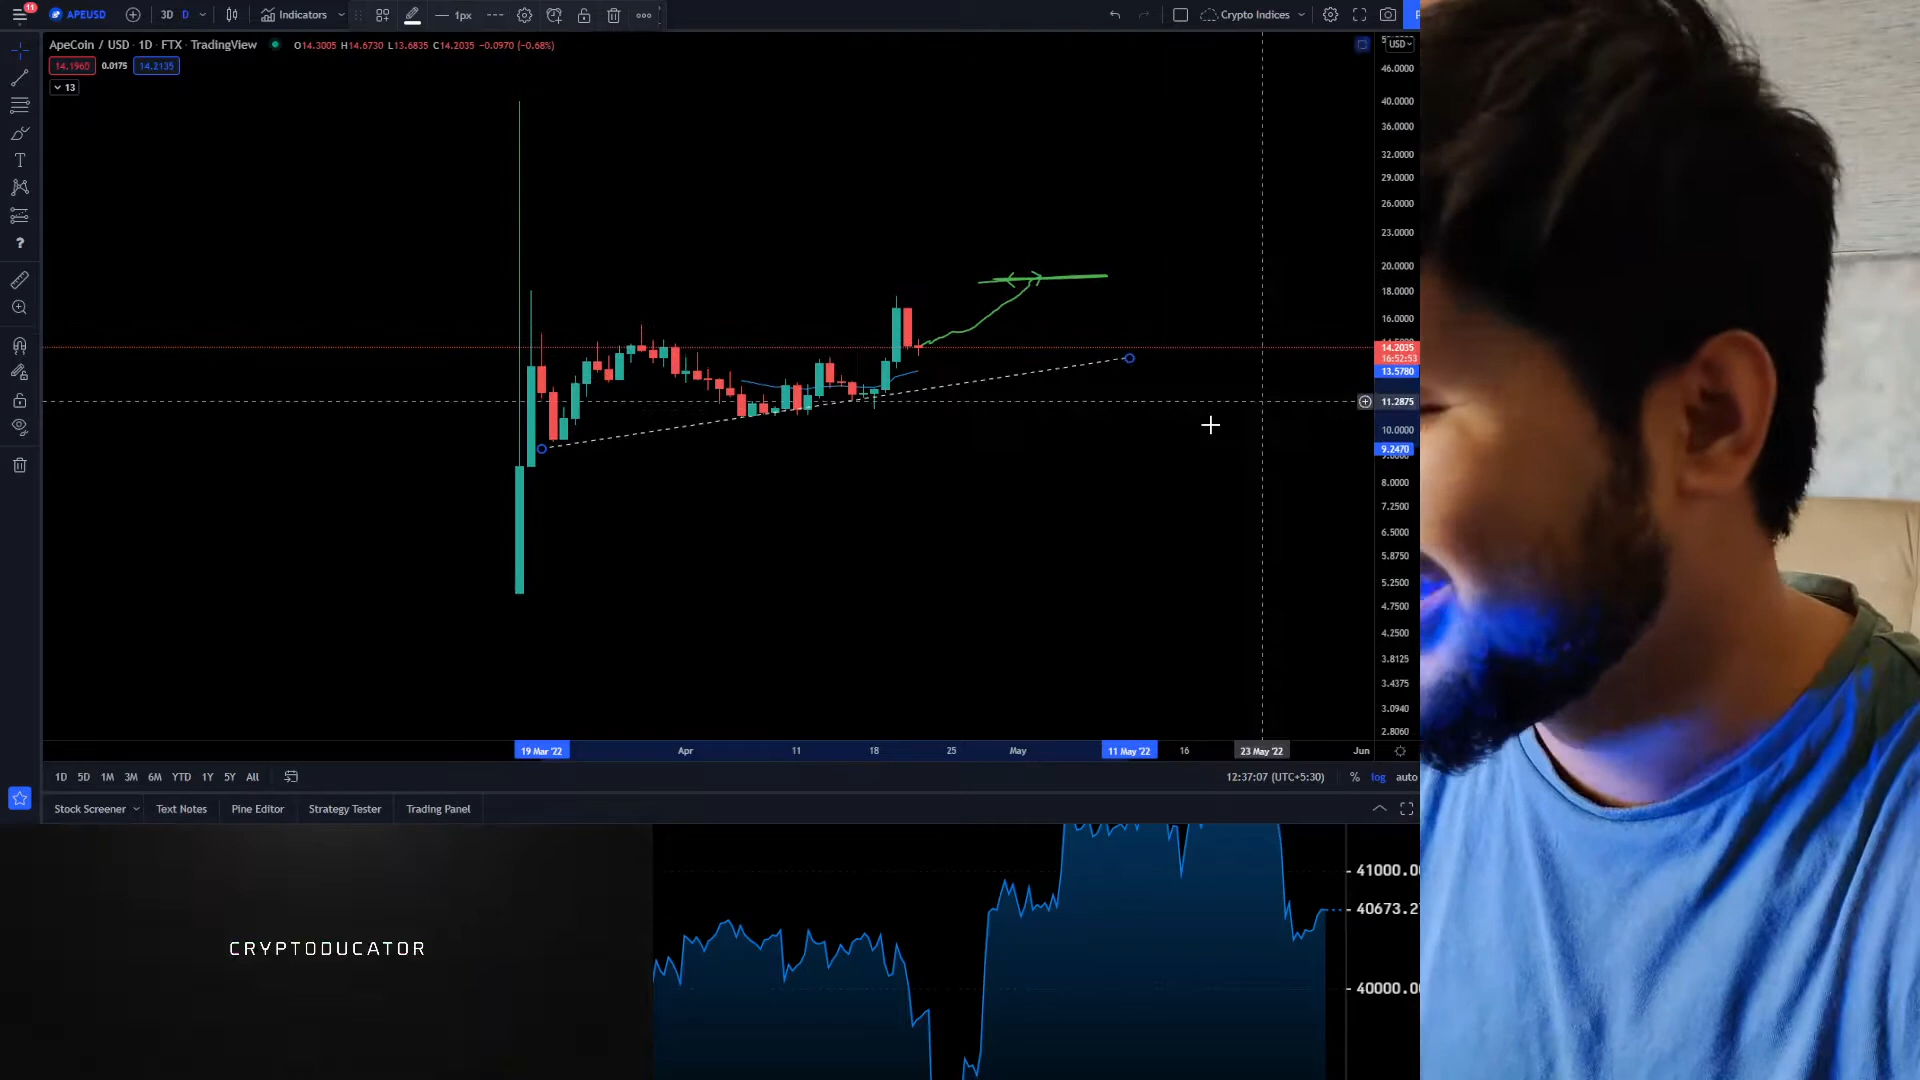 11
APEUSD
3D D
Indicators
1px
Crypto Indices
ApeCoin / USD · 1D · FTX · TradingView O14.3005 H14.6730 L13.6835 C14.2035 −0.0970 (−0.68%)
USD
14.1960 0.0175 14.2135
13
46.0000
40.0000
36.0000
32.0000
29.0000
26.0000
23.0000
20.0000
18.0000
16.0000
14.2035
16:52:53
13.5780
11.2875
10.0000
9.2470
8.0000
7.2500
6.5000
5.8750
5.2500
4.7500
4.2500
3.8125
3.4375
3.0940
2.8060
19 Mar '22 Apr 11 18 25 May 11 May '22 16 23 May '22 Jun
1D 5D 1M 3M 6M YTD 1Y 5Y All
12:37:07 (UTC+5:30) % log auto
Stock Screener Text Notes Pine Editor Strategy Tester Trading Panel
41000.0
40673.2
40000.0
CRYPTODUCATOR